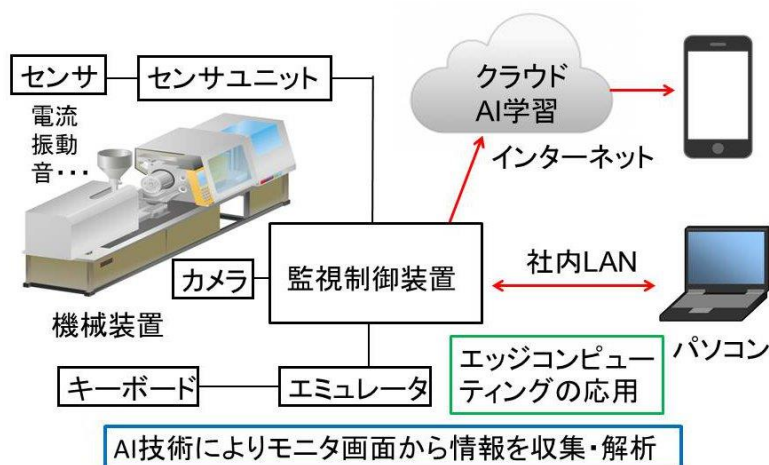 センサ
センサユニット
電流
振動
音・・・
クラウド
AI学習
インターネット
カメラ
監視制御装置
社内LAN
機械装置
パソコン
キーボード
エミュレータ
エッジコンピュー
ティングの応用
AI技術によりモニタ画面から情報を収集・解析